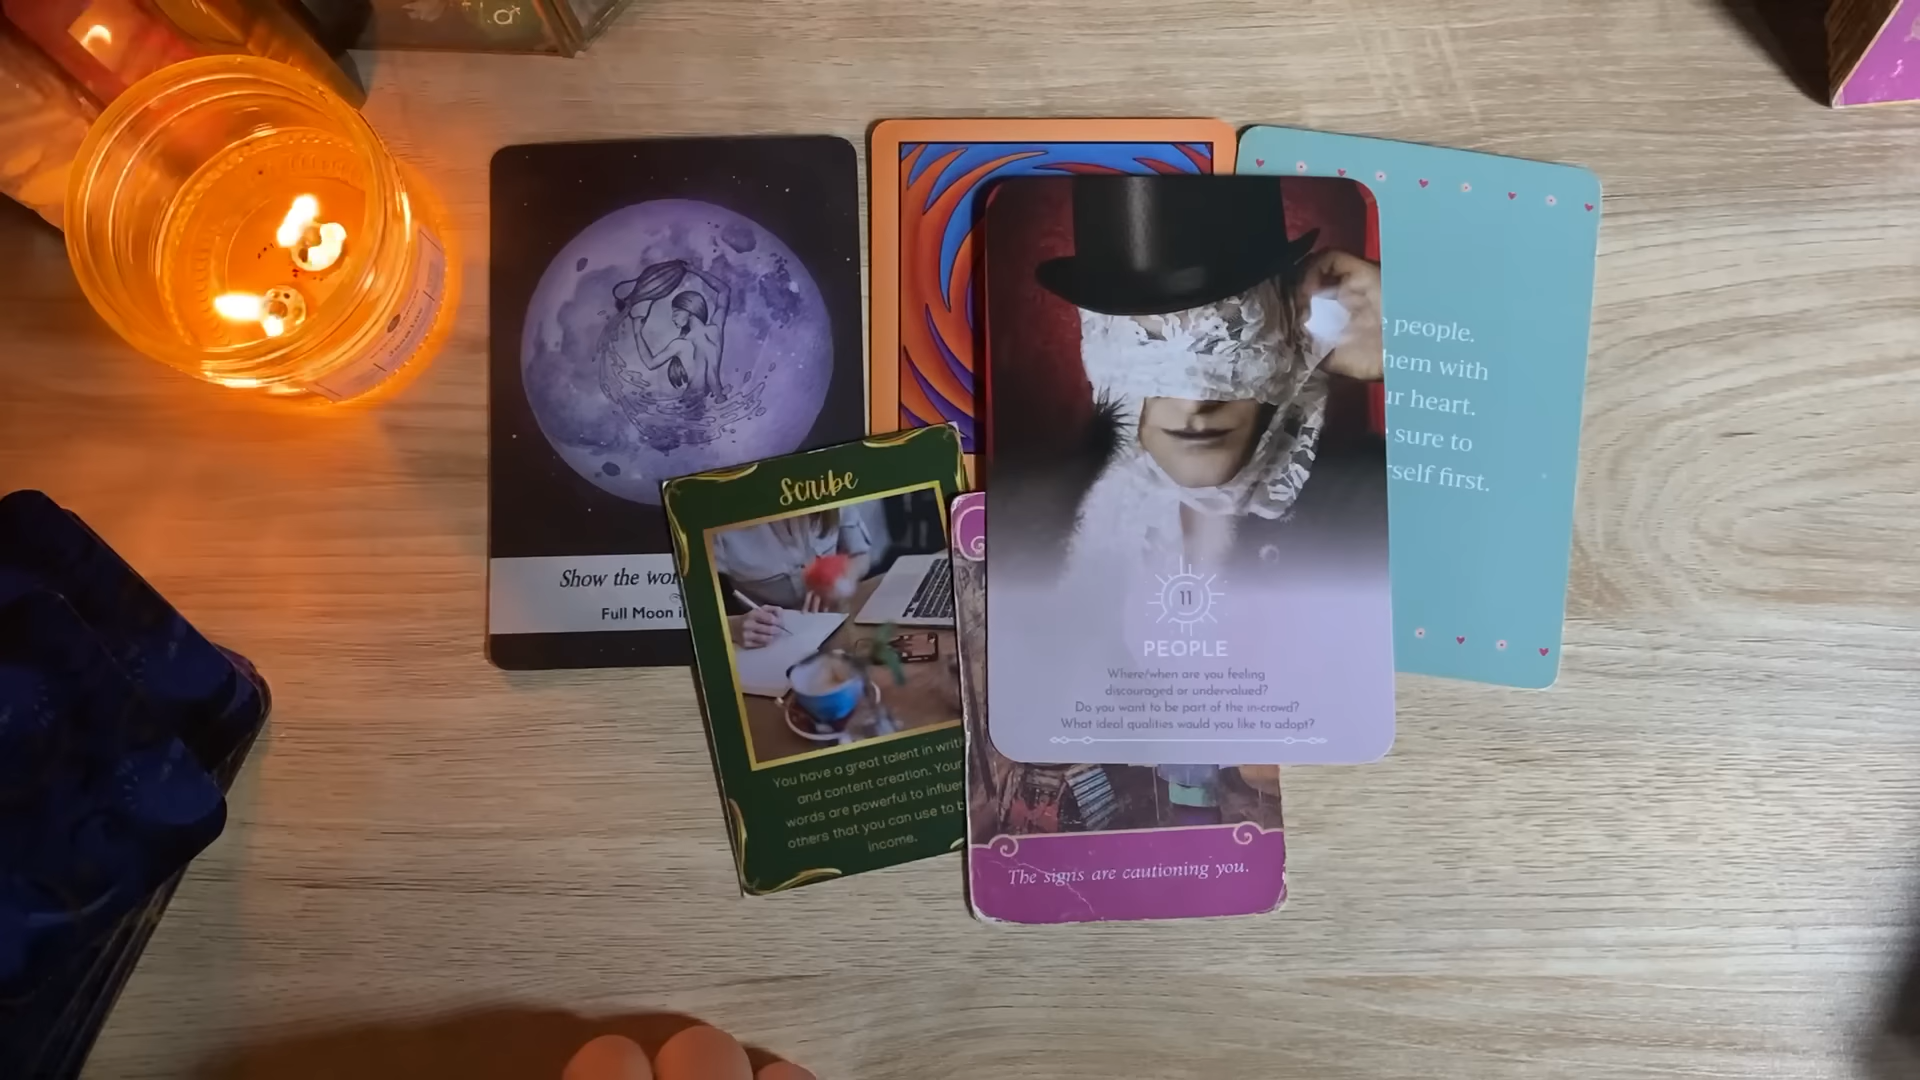 Show the wor
Full Moon i
Scribe
You have a great talent in writi
and content creation. Your
words are powerful to influe
others that you can use to b
income.
11
PEOPLE
Where/when are you feeling
discouraged or undervalued?
Do you want to be part of the in-crowd?
What ideal qualities would you like to adopt?
The signs are cautioning you.
e people.
hem with
ur heart.
e sure to
rself first.